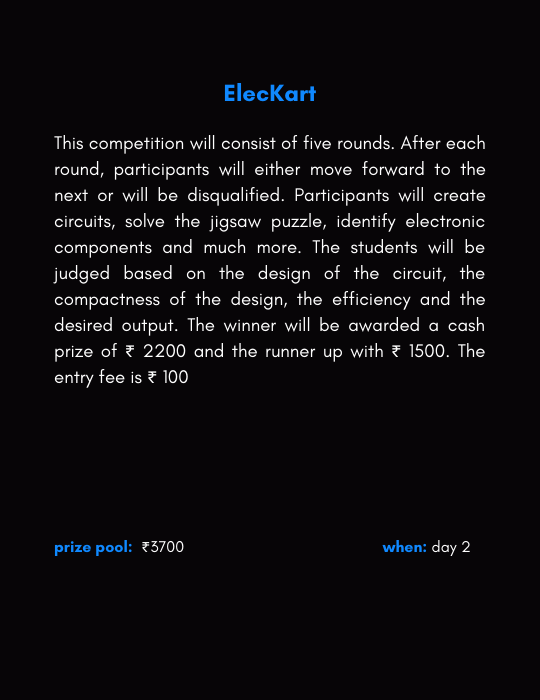 ElecKart
This competition will consist of five rounds. After each
round, participants will either move forward to the
next or will be disqualified. Participants will create
circuits, solve the jigsaw puzzle, identify electronic
components and much more. The students will be
judged based on the design of the circuit, the
compactness of the design, the efficiency and the
desired output. The winner will be awarded a cash
prize of ₹ 2200 and the runner up with ₹ 1500. The
entry fee is ₹ 100
prize pool: ₹3700
when: day 2